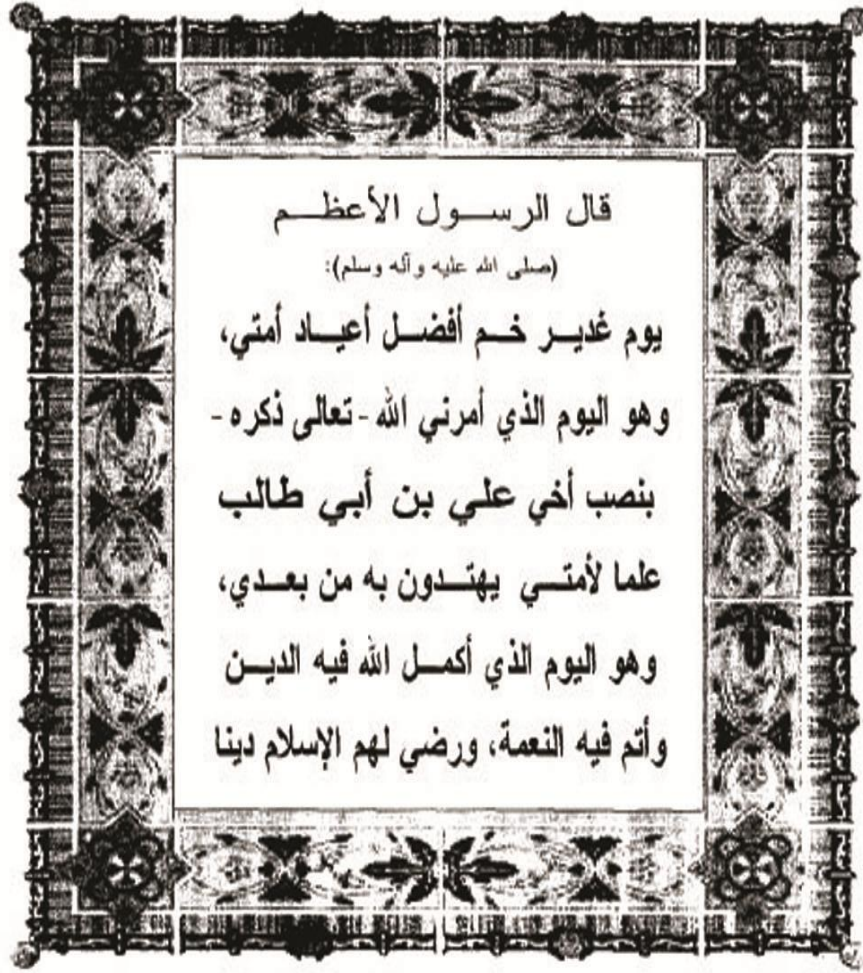 قال الرسول الأعظم
(صلى الله عليه وآله وسلم):
يوم غدير خم أفضل أعياد أمتي،
وهو اليوم الذي أمرني الله - تعالى ذكره -
بنصب أخي علي بن أبي طالب
علما لأمتي يهتدون به من بعدي،
وهو اليوم الذي أكمل الله فيه الدين
وأتم فيه النعمة، ورضي لهم الإسلام دينا